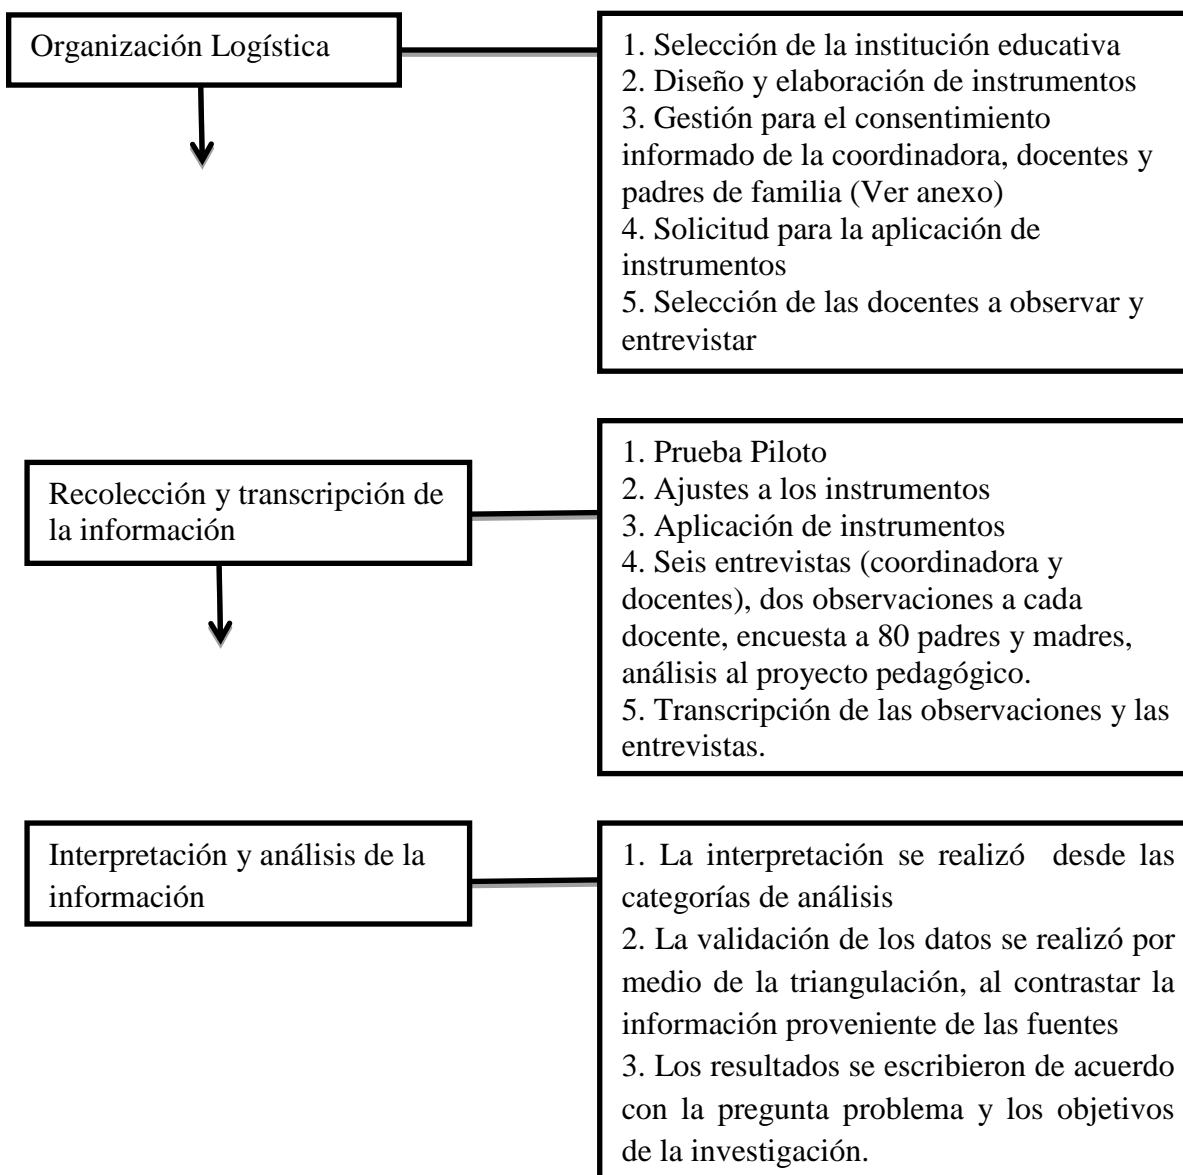 Organización Logística
1. Selección de la institución educativa
2. Diseño y elaboración de instrumentos
3. Gestión para el consentimiento
informado de la coordinadora, docentes y
padres de familia (Ver anexo)
4. Solicitud para la aplicación de
instrumentos
5. Selección de las docentes a observar y
entrevistar
Recolección y transcripción de
la información
1. Prueba Piloto
2. Ajustes a los instrumentos
3. Aplicación de instrumentos
4. Seis entrevistas (coordinadora y
docentes), dos observaciones a cada
docente, encuesta a 80 padres y madres,
análisis al proyecto pedagógico.
5. Transcripción de las observaciones y las
entrevistas.
Interpretación y análisis de la
información
1. La interpretación se realizó desde las
categorías de análisis
2. La validación de los datos se realizó por
medio de la triangulación, al contrastar la
información proveniente de las fuentes
3. Los resultados se escribieron de acuerdo
con la pregunta problema y los objetivos
de la investigación.